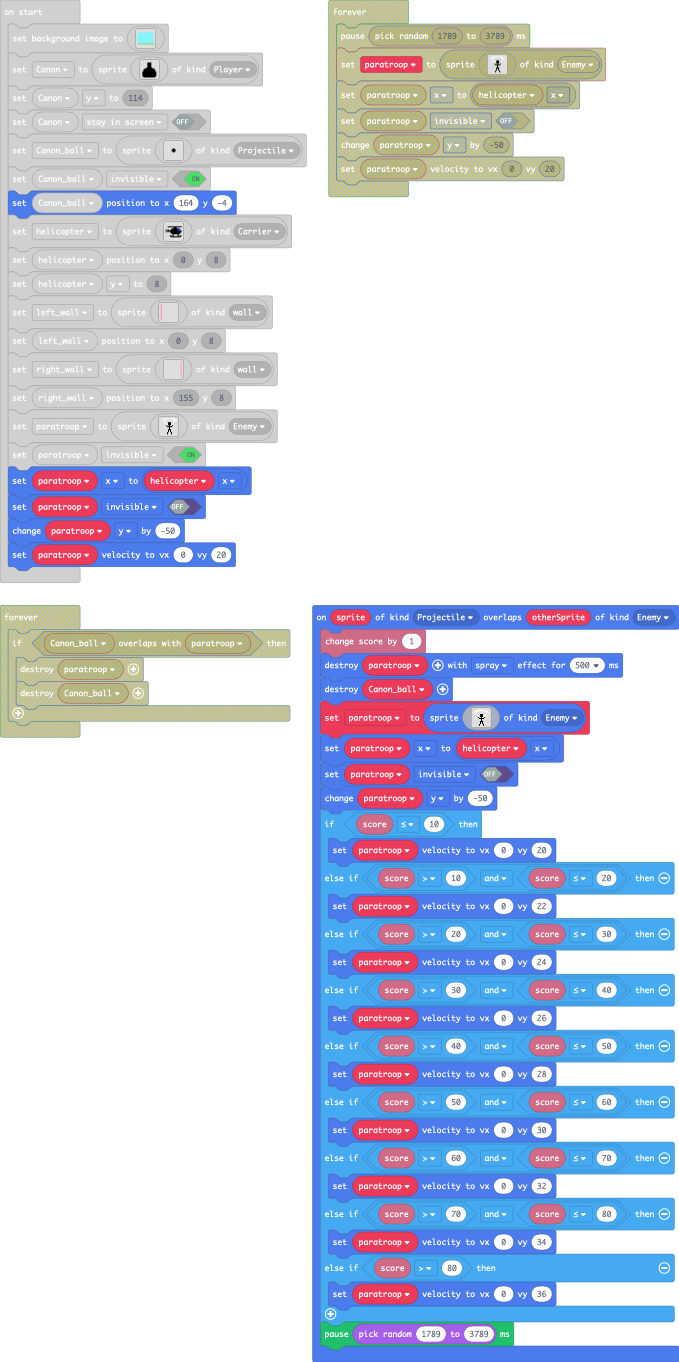 on start
set background image to
set Canon to sprite of kind Player
set Canon y to 114
set Canon stay in screen OFF
set Canon_ball to sprite of kind Projectile
set Canon_ball invisible ON
set Canon_ball position to x 164 y -4
set helicopter to sprite of kind Carrier
set helicopter position to x 0 y 8
set helicopter y to 8
set left_wall to sprite of kind wall
set left_wall position to x 0 y 8
set right_wall to sprite of kind wall
set right_wall position to x 155 y 8
set paratroop to sprite of kind Enemy
set paratroop invisible ON
set paratroop x to helicopter x
set paratroop invisible OFF
change paratroop y by -50
set paratroop velocity to vx 0 vy 20
forever
pause pick random 1789 to 3789 ms
set paratroop to sprite of kind Enemy
set paratroop x to helicopter x
set paratroop invisible OFF
change paratroop y by -50
set paratroop velocity to vx 0 vy 20
forever
if Canon_ball overlaps with paratroop then
destroy paratroop
destroy Canon_ball
on sprite of kind Projectile overlaps otherSprite of kind Enemy
change score by 1
destroy paratroop with spray effect for 500 ms
destroy Canon_ball
set paratroop to sprite of kind Enemy
set paratroop x to helicopter x
set paratroop invisible OFF
change paratroop y by -50
if score ≤ 10 then
set paratroop velocity to vx 0 vy 20
else if score > 10 and score ≤ 20 then
set paratroop velocity to vx 0 vy 22
else if score > 20 and score ≤ 30 then
set paratroop velocity to vx 0 vy 24
else if score > 30 and score ≤ 40 then
set paratroop velocity to vx 0 vy 26
else if score > 40 and score ≤ 50 then
set paratroop velocity to vx 0 vy 28
else if score > 50 and score ≤ 60 then
set paratroop velocity to vx 0 vy 30
else if score > 60 and score ≤ 70 then
set paratroop velocity to vx 0 vy 32
else if score > 70 and score ≤ 80 then
set paratroop velocity to vx 0 vy 34
else if score > 80 then
set paratroop velocity to vx 0 vy 36
pause pick random 1789 to 3789 ms